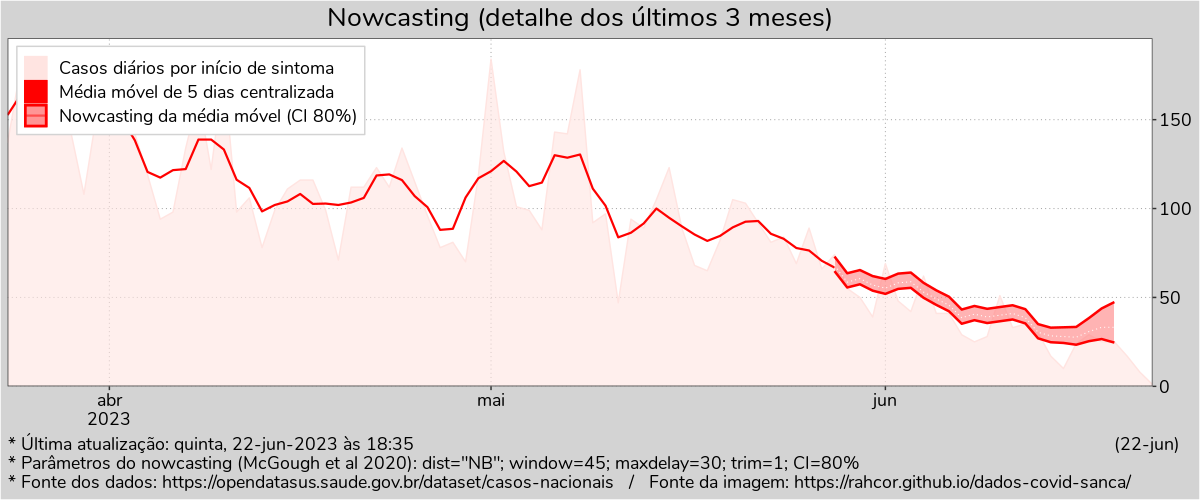 Nowcasting (detalhe dos últimos 3 meses)
Casos diários por início de sintoma
Média móvel de 5 dias centralizada
Nowcasting da média móvel (CI 80%)
150
100
50
0
abr
2023
mai
jun
* Última atualização: quinta, 22-jun-2023 às 18:35
(22-jun)
* Parâmetros do nowcasting (McGough et al 2020): dist="NB"; window=45; maxdelay=30; trim=1; CI=80%
* Fonte dos dados: https://opendatasus.saude.gov.br/dataset/casos-nacionais / Fonte da imagem: https://rahcor.github.io/dados-covid-sanca/